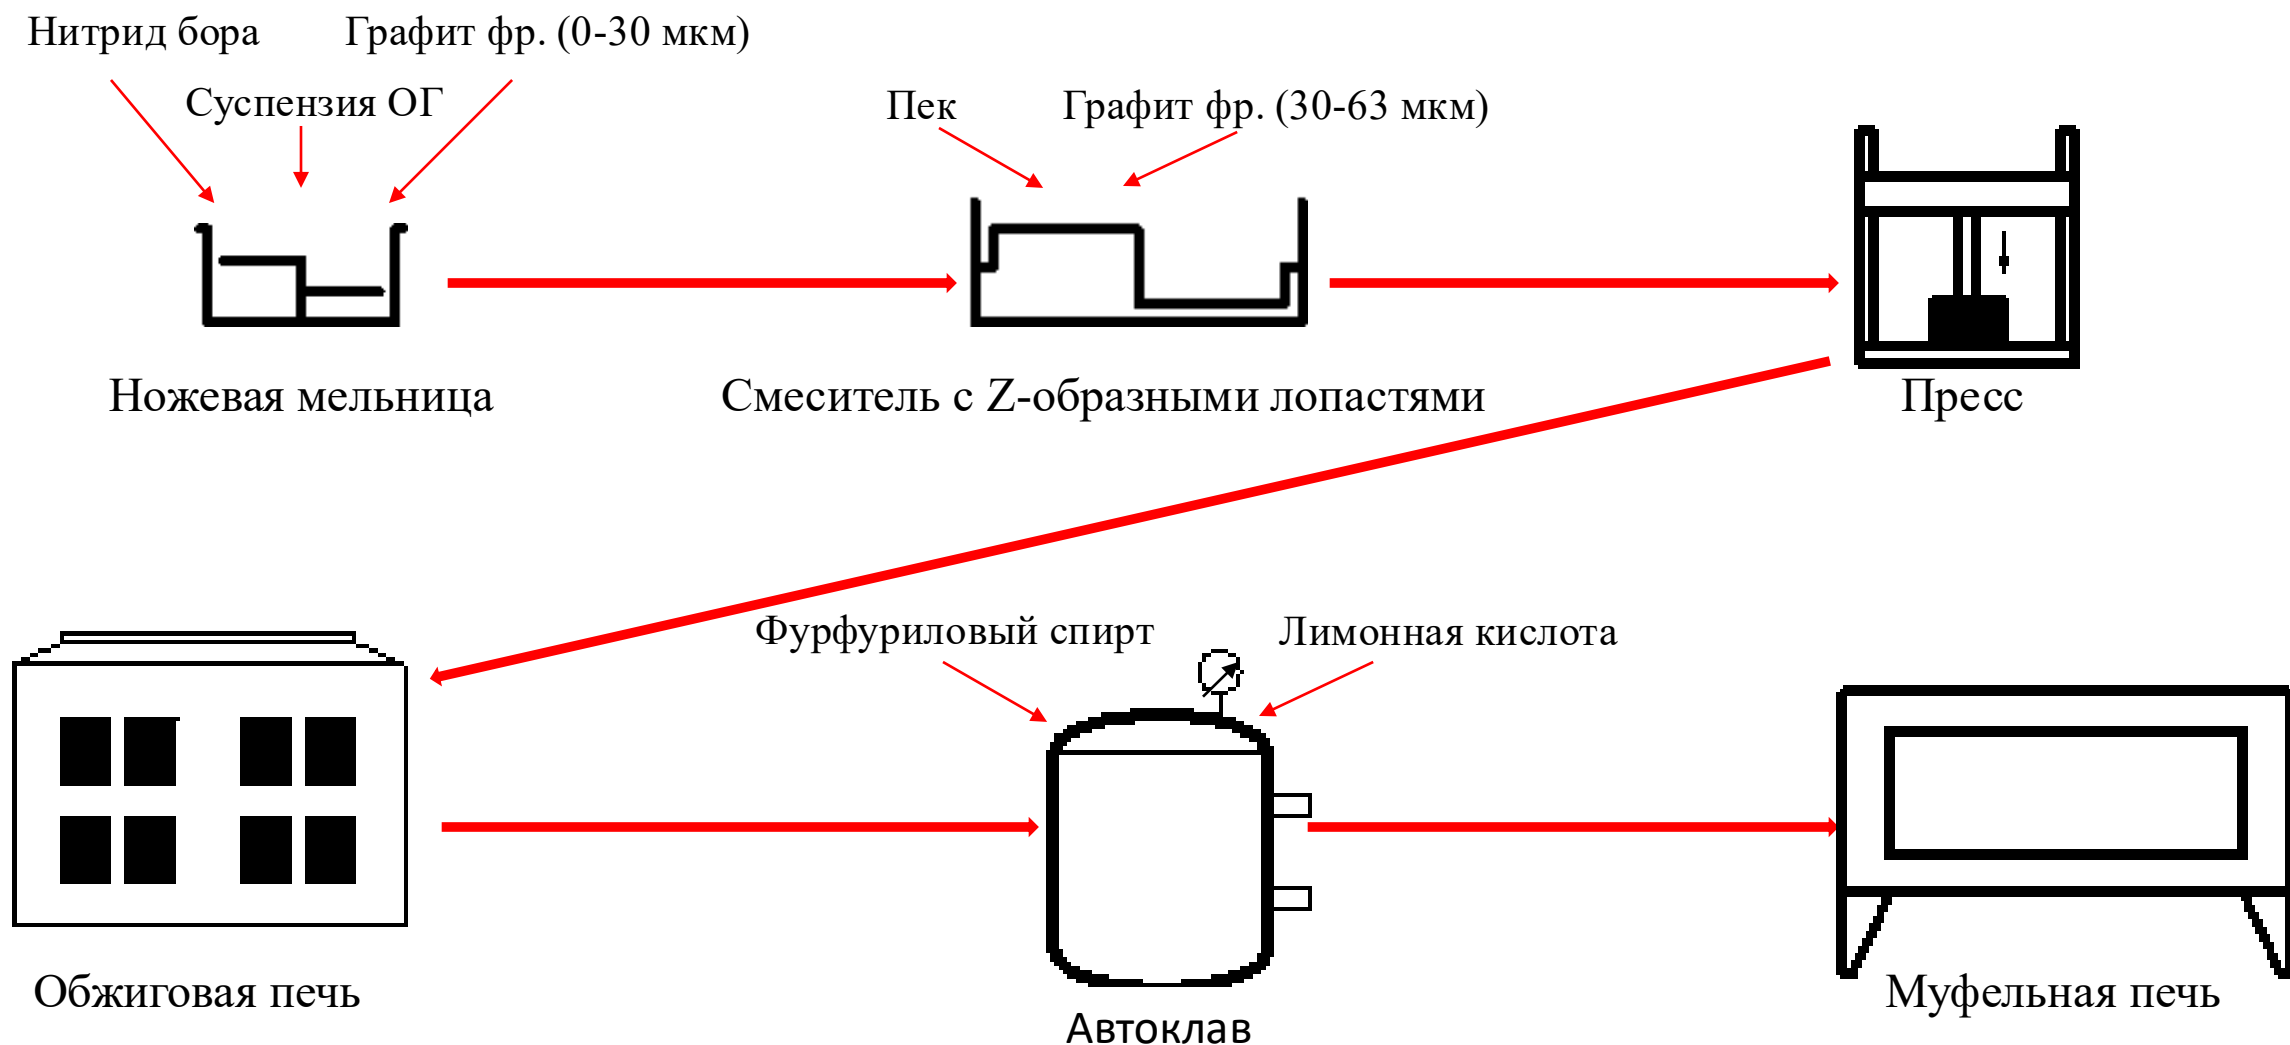 Нитрид бора
Графит фр. (0-30 мкм)
Суспензия ОГ
Пек
Графит фр. (30-63 мкм)
Ножевая мельница
Смеситель с Z-образными лопастями
Пресс
Фурфуриловый спирт
Лимонная кислота
Обжиговая печь
Автоклав
Муфельная печь